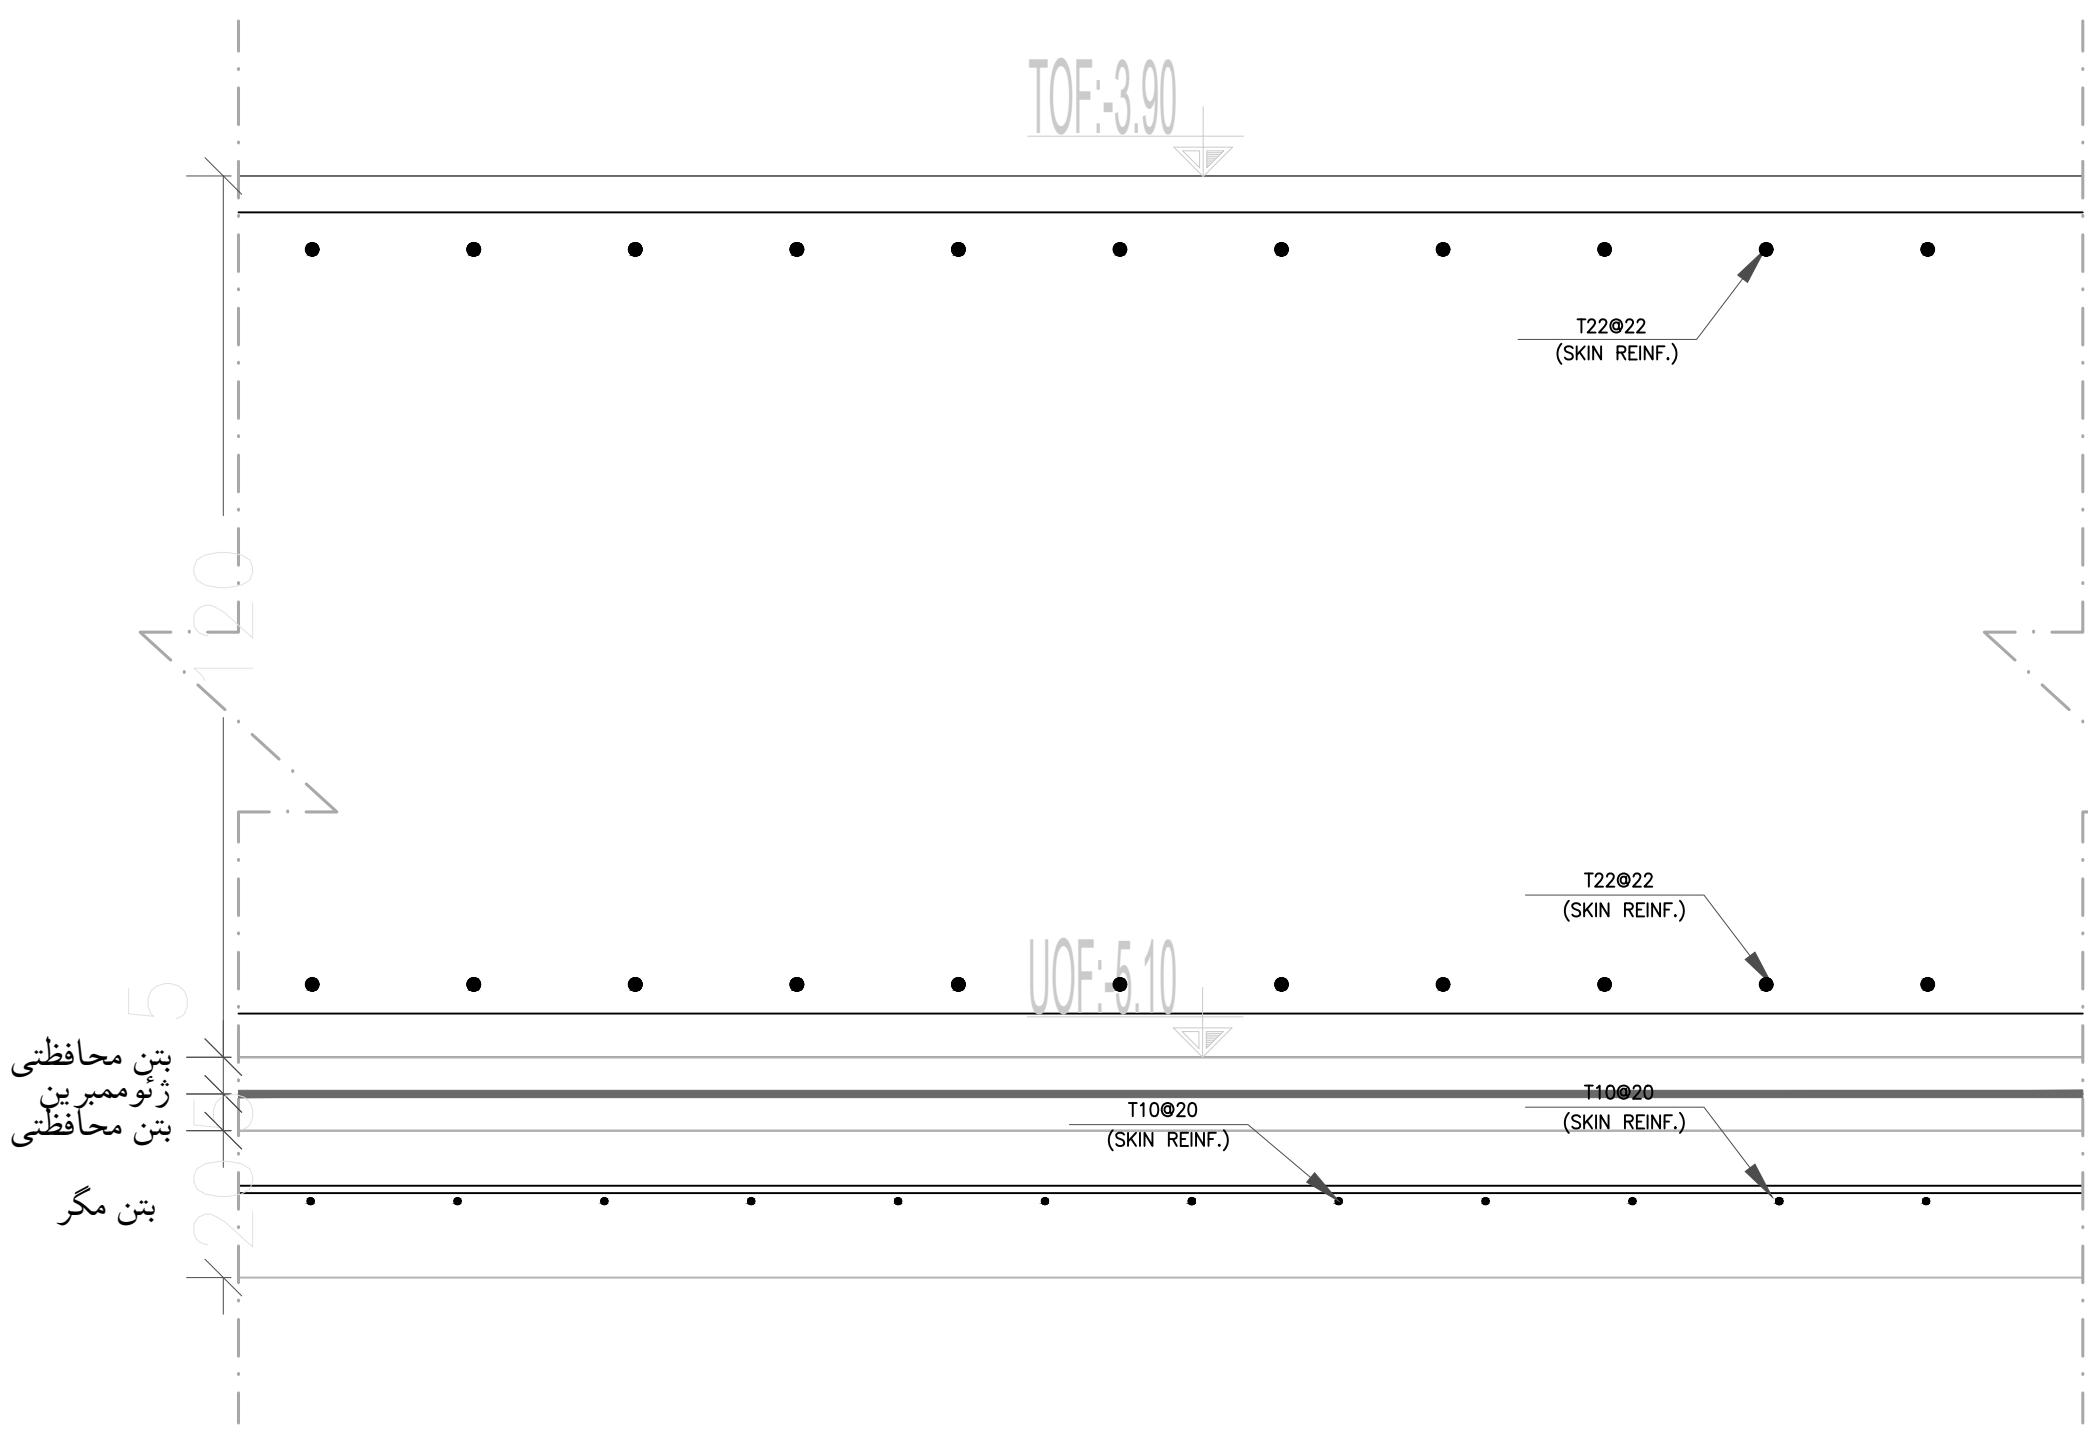 TOF:-3.90
T22@22
(SKIN REINF.)
120
T22@22
(SKIN REINF.)
UOF:-5.10
5
بتن محافظتی
ژئوممبرین
5
بتن محافظتی
T10@20
(SKIN REINF.)
T10@20
(SKIN REINF.)
بتن مگر
20